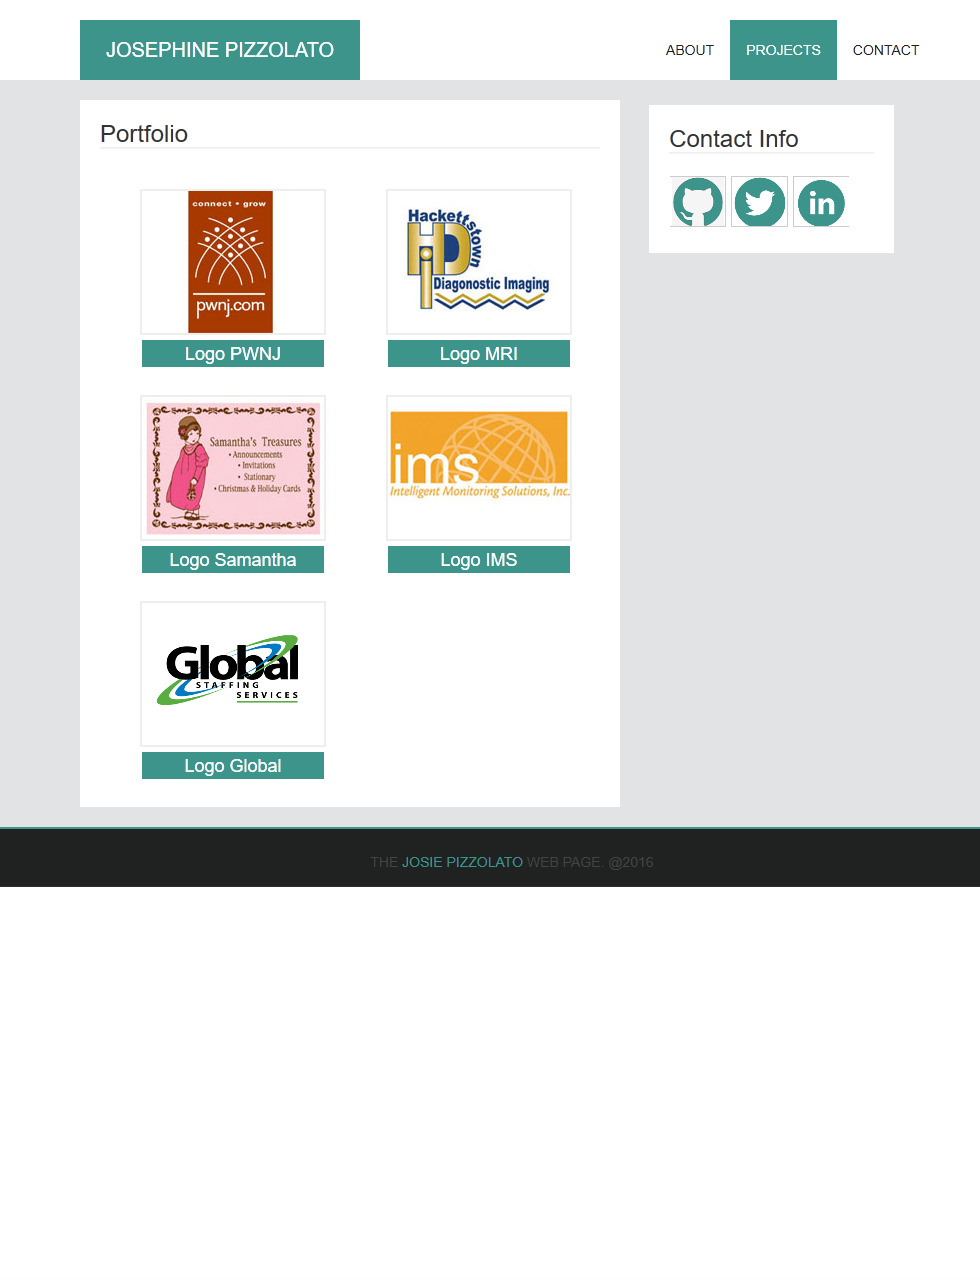 JOSEPHINE PIZZOLATO
ABOUT
PROJECTS
CONTACT
Portfolio
connect • grow
pwnj.com
Logo PWNJ
Hackettstown
HDi
Diagonostic Imaging
Logo MRI
Samantha's Treasures
• Announcements
• Invitations
• Stationary
• Christmas & Holiday Cards
Logo Samantha
ims
Intelligent Monitoring Solutions, Inc.
Logo IMS
Global
STAFFING
SERVICES
Logo Global
Contact Info
in
THE JOSIE PIZZOLATO WEB PAGE. @2016